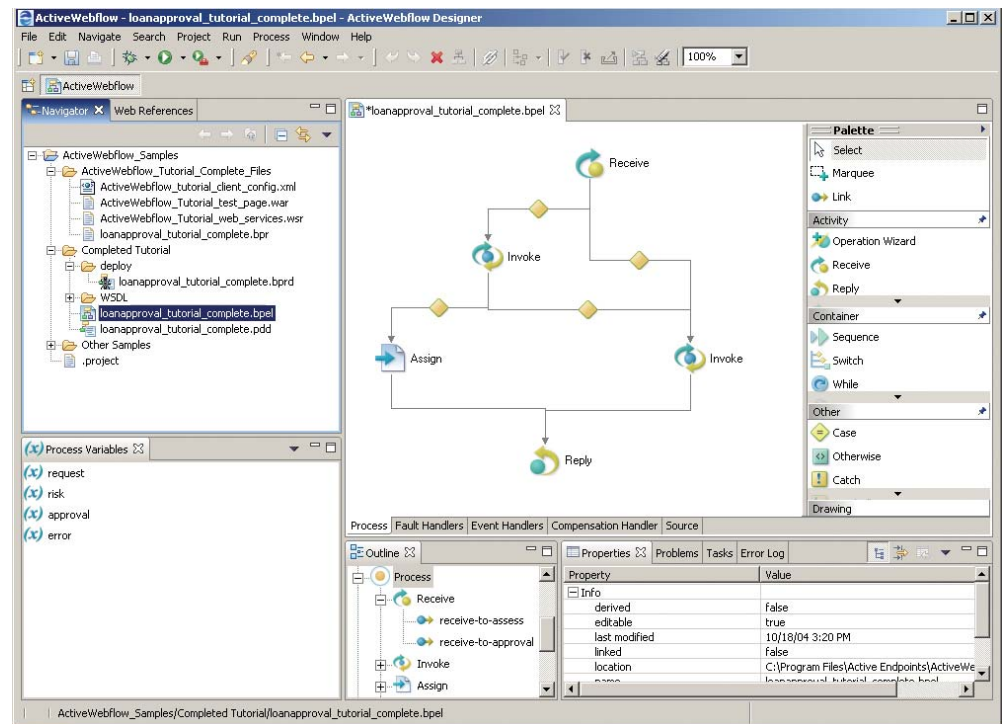 ActiveWebflow - loanapproval_tutorial_complete.bpel - ActiveWebflow Designer
File Edit Navigate Search Project Run Process Window Help
100%
ActiveWebflow
Navigator
Web References
ActiveWebflow_Samples
ActiveWebflow_Tutorial_Complete_Files
ActiveWebflow_tutorial_client_config.xml
ActiveWebflow_Tutorial_test_page.war
ActiveWebflow_Tutorial_web_services.wsr
loanapproval_tutorial_complete.bpr
Completed Tutorial
deploy
loanapproval_tutorial_complete.bprd
WSDL
loanapproval_tutorial_complete.bpel
loanapproval_tutorial_complete.pdd
Other Samples
.project
(x) Process Variables
(x) request
(x) risk
(x) approval
(x) error
*loanapproval_tutorial_complete.bpel
Receive
Invoke
Assign
Invoke
Reply
Process Fault Handlers Event Handlers Compensation Handler Source
Palette
Select
Marquee
Link
Activity
Operation Wizard
Receive
Reply
Container
Sequence
Switch
While
Other
Case
Otherwise
Catch
Drawing
Outline
Process
Receive
receive-to-assess
receive-to-approval
Invoke
Assign
Properties Problems Tasks Error Log
Property Value
Info
derived false
editable true
last modified 10/18/04 3:20 PM
linked false
location C:\Program Files\Active Endpoints\ActiveWe
name loanapproval_tutorial_complete.bpel
ActiveWebflow_Samples/Completed Tutorial/loanapproval_tutorial_complete.bpel